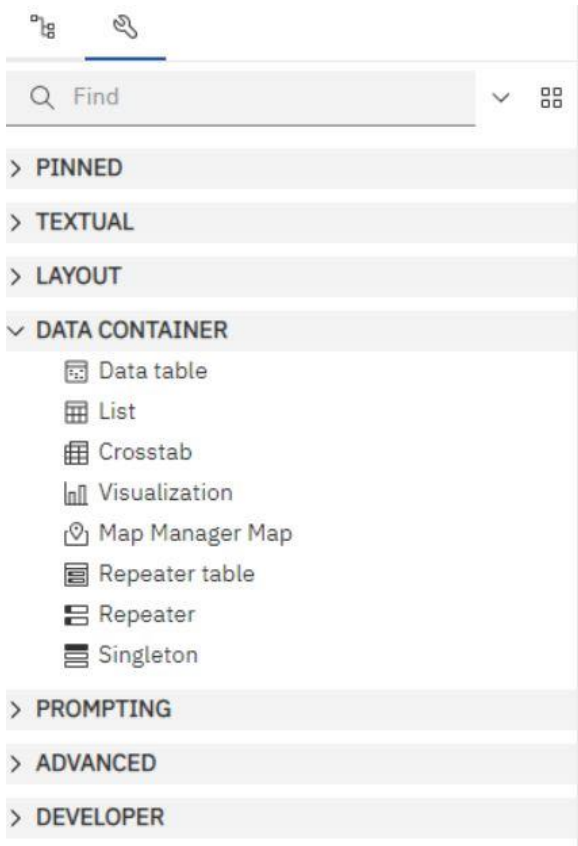 Find
PINNED
TEXTUAL
LAYOUT
DATA CONTAINER
Data table
List
Crosstab
Visualization
Map Manager Map
Repeater table
Repeater
Singleton
PROMPTING
ADVANCED
DEVELOPER